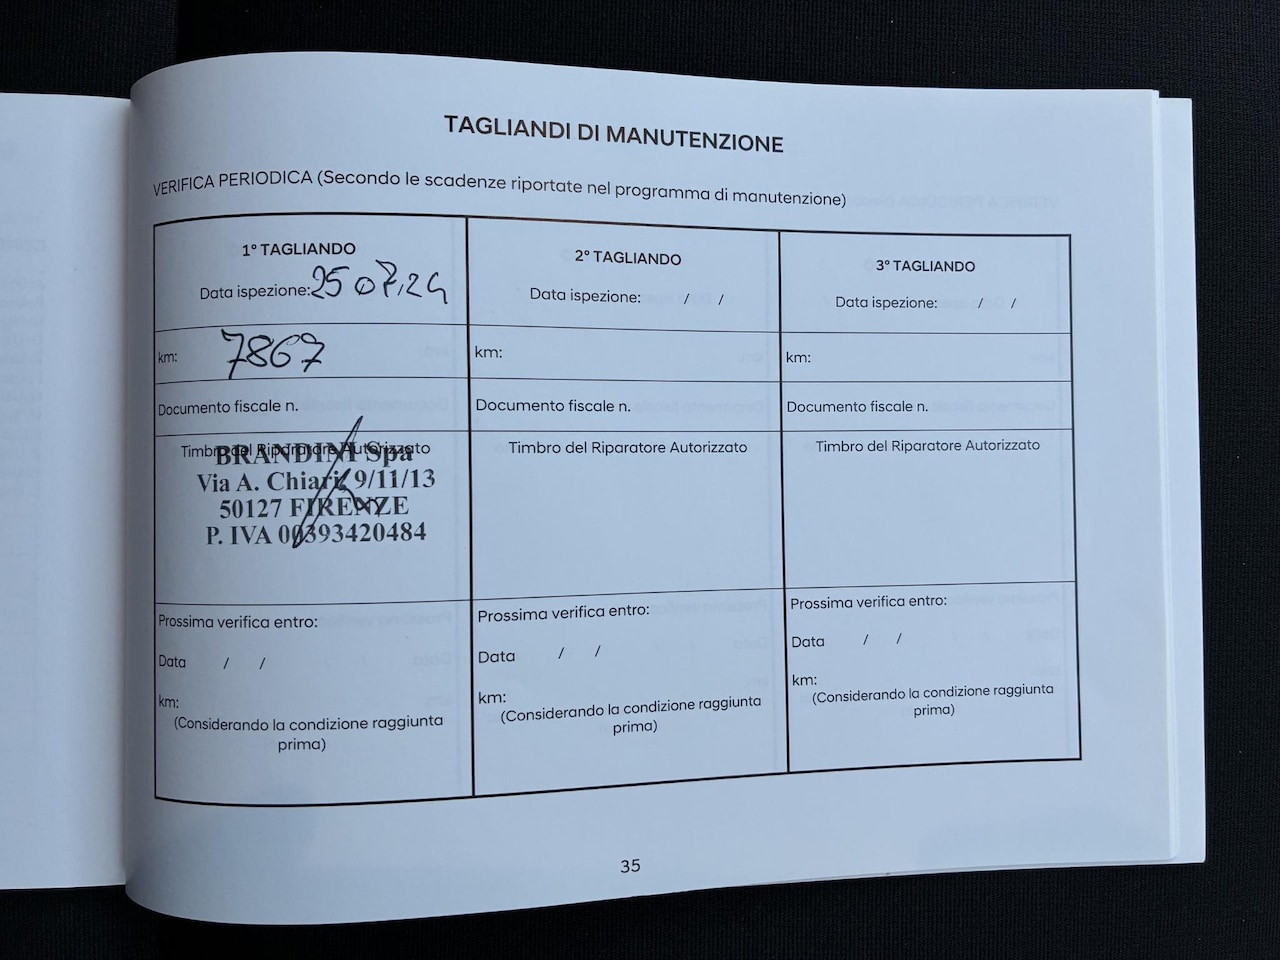 TAGLIANDI DI MANUTENZIONE
VERIFICA PERIODICA (Secondo le scadenze riportate nel programma di manutenzione)
1° TAGLIANDO
Data ispezione: 25 07.24
km: 7867
Documento fiscale n.
Timbro del Riparatore Autorizzato
BRANDINI Spa
Via A. Chiari, 9/11/13
50127 FIRENZE
P. IVA 00393420484
Prossima verifica entro:
Data / /
km:
(Considerando la condizione raggiunta
prima)
2° TAGLIANDO
Data ispezione: / /
km:
Documento fiscale n.
Timbro del Riparatore Autorizzato
Prossima verifica entro:
Data / /
km:
(Considerando la condizione raggiunta
prima)
3° TAGLIANDO
Data ispezione: / /
km:
Documento fiscale n.
Timbro del Riparatore Autorizzato
Prossima verifica entro:
Data / /
km:
(Considerando la condizione raggiunta
prima)
35